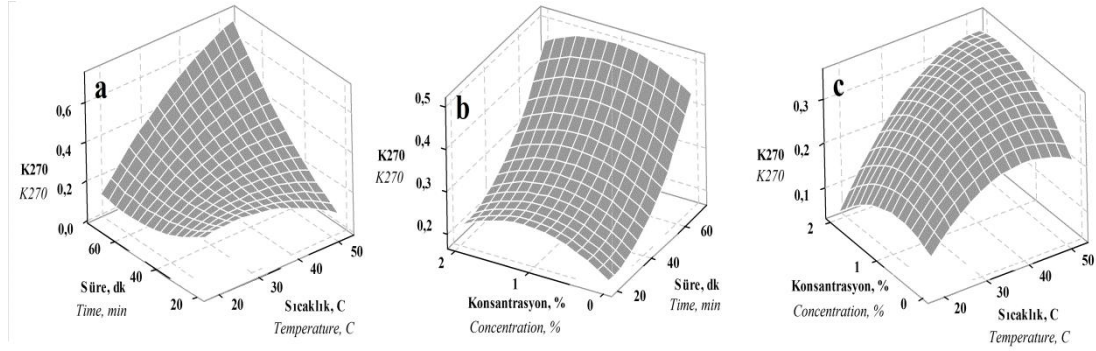 a
0,6
0,4
0,2
0,0
K270
K270
60
40
20
Süre, dk
Time, min
20
30
40
50
Sıcaklık, C
Temperature, C
b
0,5
0,4
0,3
0,2
K270
K270
2
1
0
Konsantrasyon, %
Concentration, %
20
40
60
Süre, dk
Time, min
c
0,3
0,2
0,1
K270
K270
2
1
0
Konsantrasyon, %
Concentration, %
20
30
40
50
Sıcaklık, C
Temperature, C